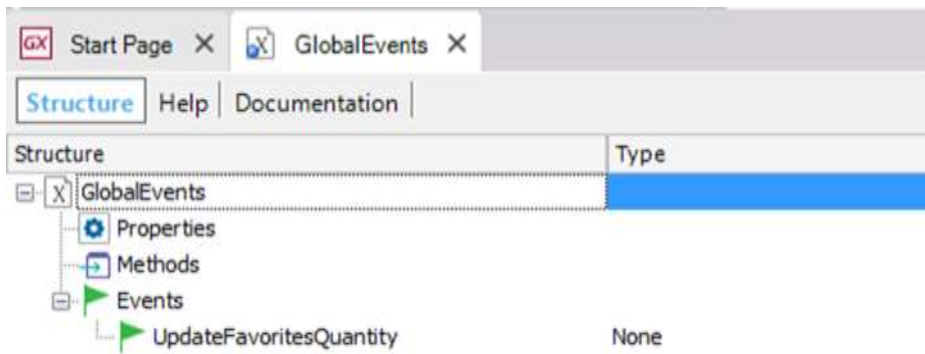 GX Start Page X GlobalEvents X
Structure Help Documentation
Structure Type
GlobalEvents
Properties
Methods
Events
UpdateFavoritesQuantity None